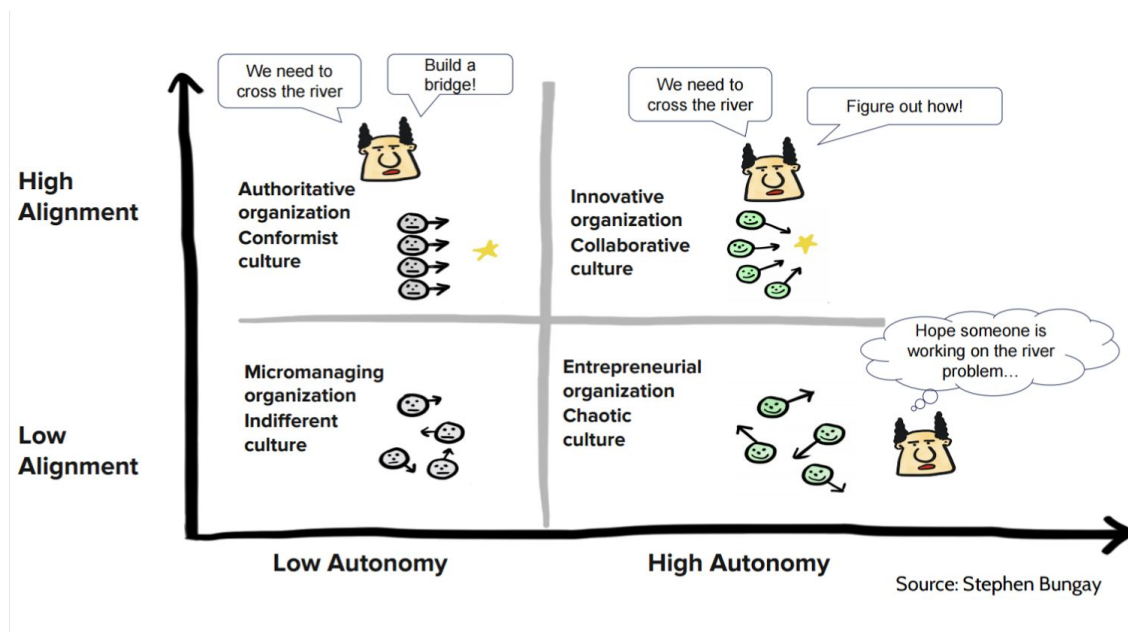 We need to
cross the river
Build a
bridge!
We need to
cross the river
Figure out how!
High
Alignment
Authoritative
organization
Conformist
culture
Innovative
organization
Collaborative
culture
Hope someone is
working on the river
problem...
Low
Alignment
Micromanaging
organization
Indifferent
culture
Entrepreneurial
organization
Chaotic
culture
Low Autonomy
High Autonomy
Source: Stephen Bungay